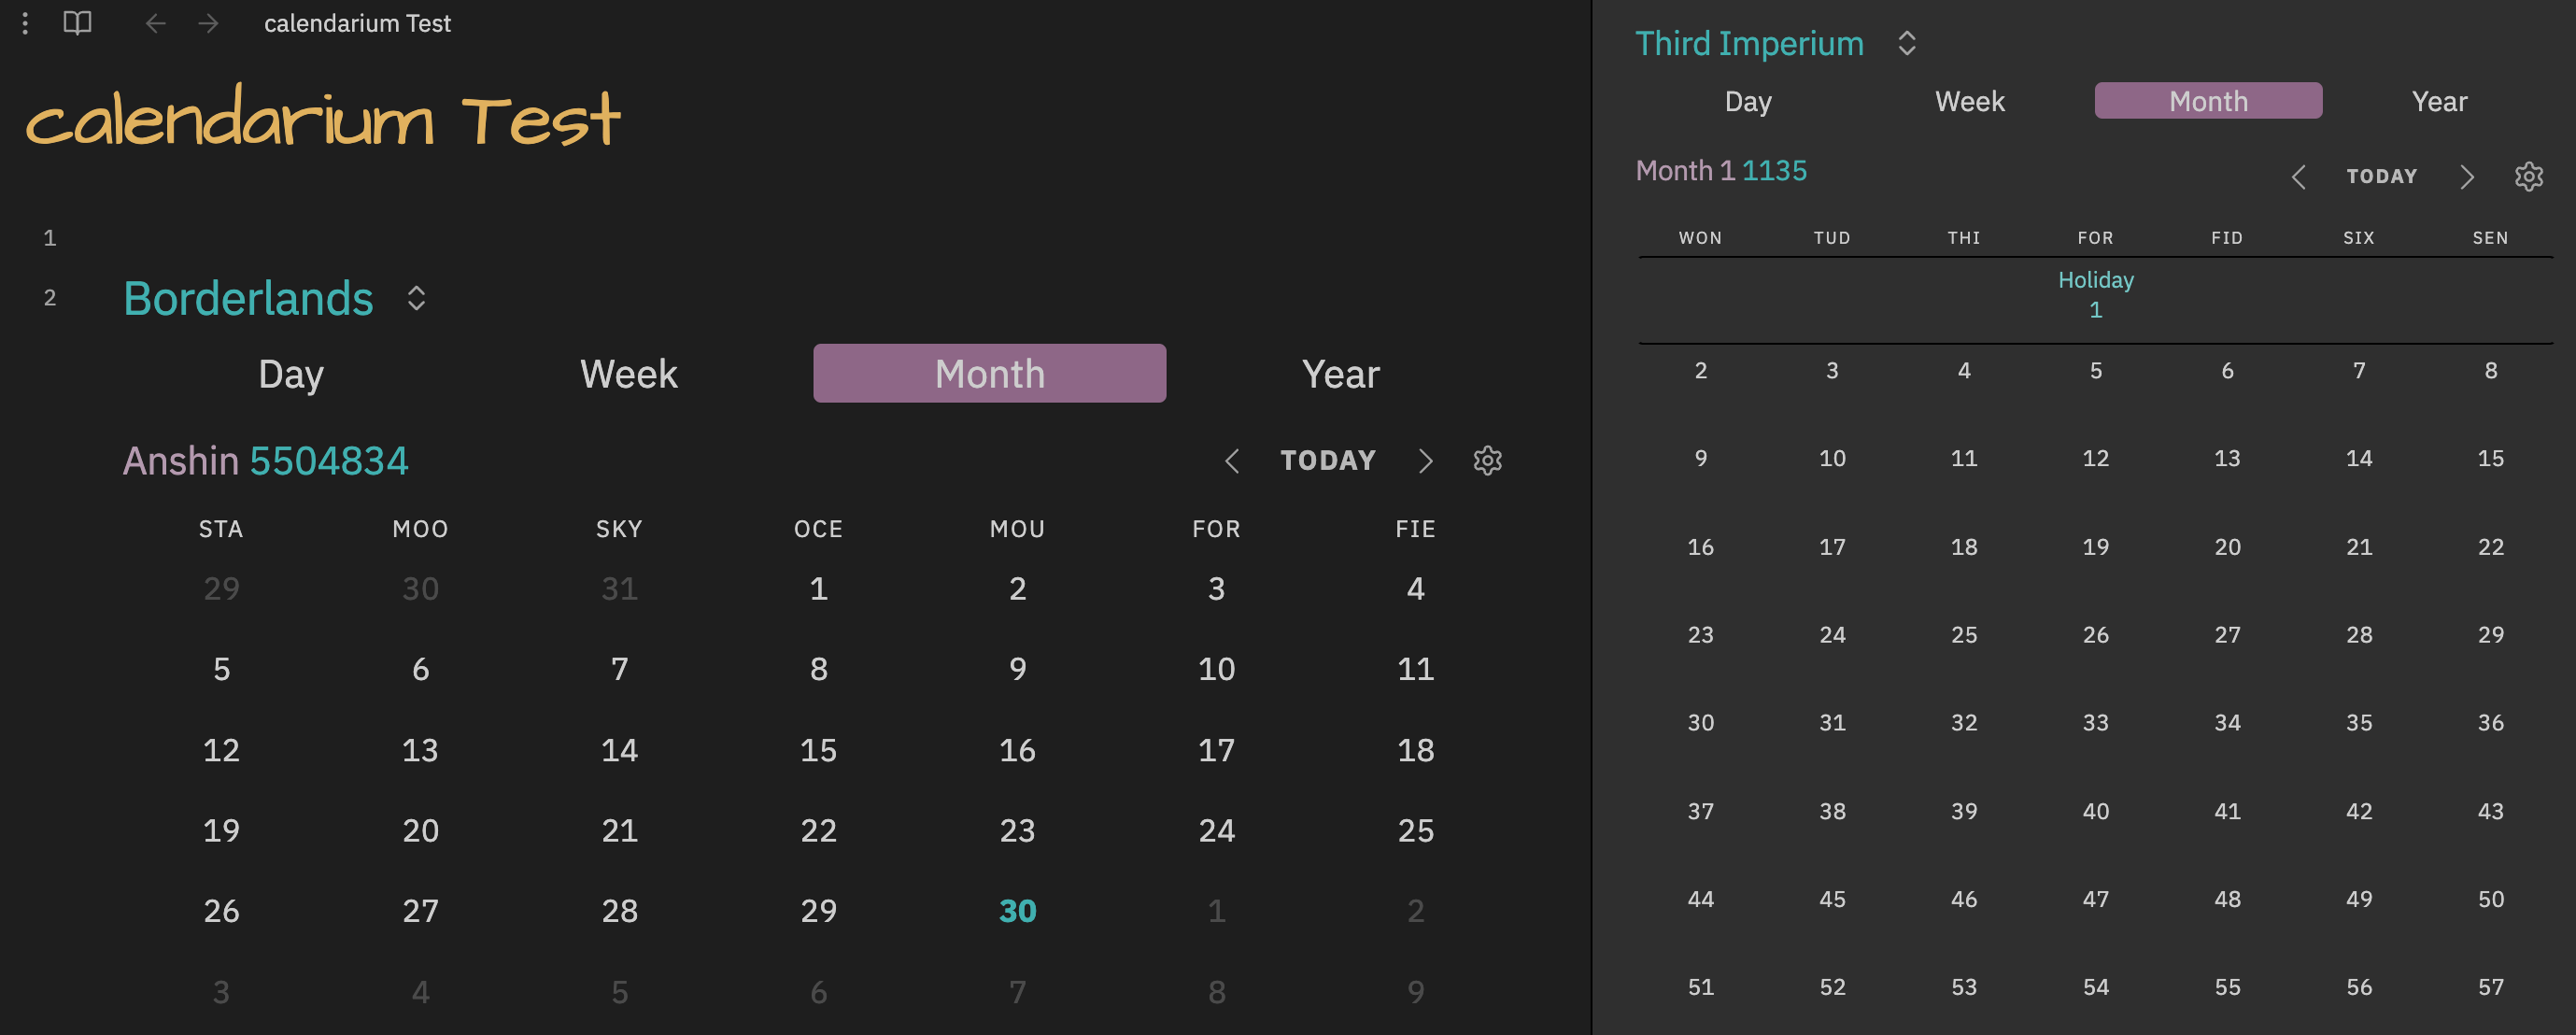 calendarium Test
calendarium Test
1
2
Borderlands
Day Week Month Year
Anshin 5504834
TODAY
STA MOO SKY OCE MOU FOR FIE
29 30 31 1 2 3 4
5 6 7 8 9 10 11
12 13 14 15 16 17 18
19 20 21 22 23 24 25
26 27 28 29 30 1 2
3 4 5 6 7 8 9
Third Imperium
Day Week Month Year
Month 1 1135
TODAY
WON TUD THI FOR FID SIX SEN
Holiday
1
2 3 4 5 6 7 8
9 10 11 12 13 14 15
16 17 18 19 20 21 22
23 24 25 26 27 28 29
30 31 32 33 34 35 36
37 38 39 40 41 42 43
44 45 46 47 48 49 50
51 52 53 54 55 56 57